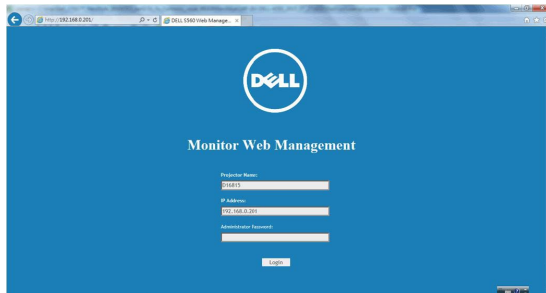 http://192.168.0.201/
DELL S560 Web Manage...
DELL
Monitor Web Management
Projector Name:
D16815
IP Address:
192.168.0.201
Administrator Password:
Login